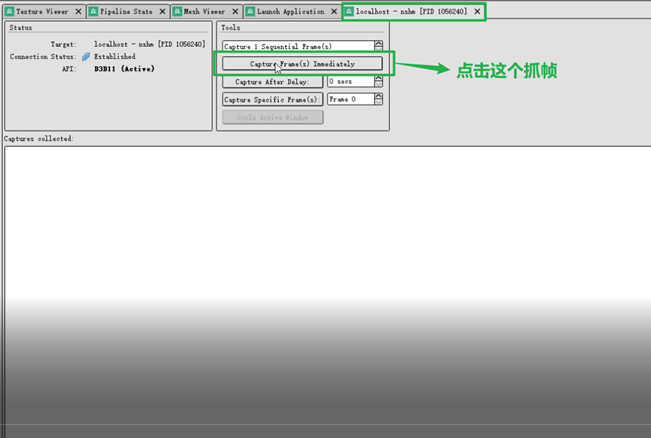 Texture Viewer
Pipeline State
Mesh Viewer
Launch Application
localhost - nshm [PID 1056240]
Status
Target: localhost - nshm [PID 1056240]
Connection Status: Established
API: D3D11 (Active)
Tools
Capture 1 Sequential Frame(s)
Capture Frame(s) Immediately
点击这个抓帧
Capture After Delay: 0 secs
Capture Specific Frame(s): Frame 0
Cycle Active Window
Captures collected: